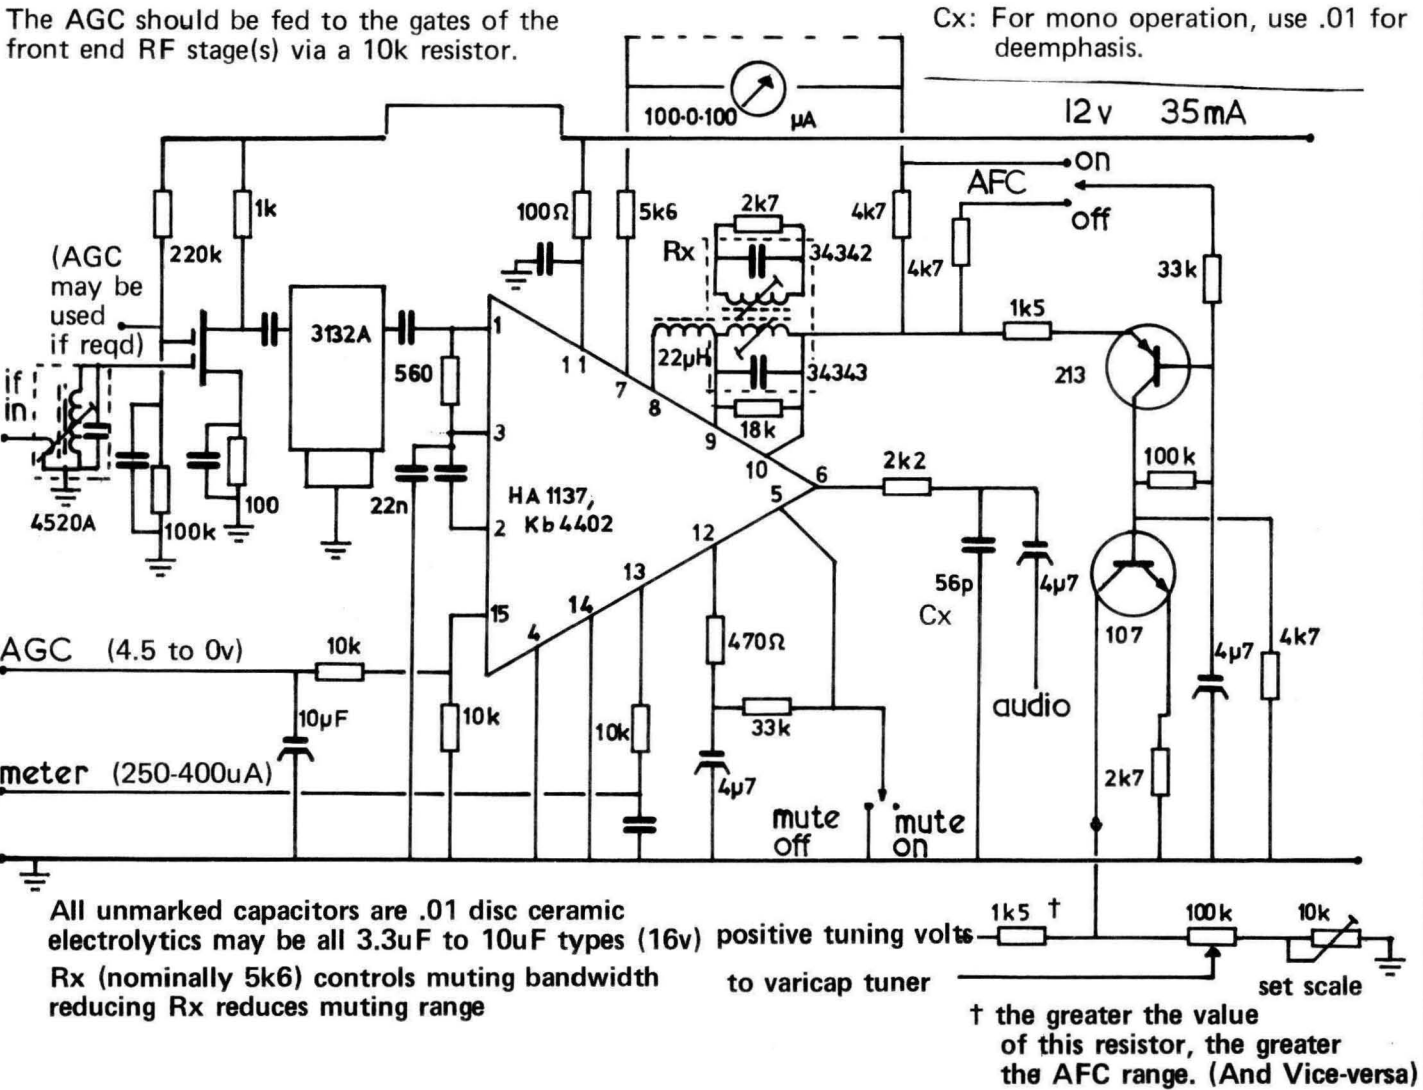 The AGC should be fed to the gates of the
front end RF stage(s) via a 10k resistor.
Cx: For mono operation, use .01 for
deemphasis.
100-0-100 µA
12v 35mA
on
AFC
off
220k
1k
100Ω
5k6
2k7
Rx
34342
4k7
4k7
33k
(AGC
may be
used
if reqd)
3132A
560
1
11
7
8
22µH
34343
18k
1k5
213
if
in
4520A
100k
100
22n
3
2
HA1137,
Kb4402
9
10
6
5
2k2
100k
12
13
14
4
15
56p
Cx
4µ7
107
4k7
4µ7
AGC (4.5 to 0v)
10k
10µF
10k
10k
470Ω
33k
audio
meter (250-400uA)
4µ7
mute
off
mute
on
2k7
All unmarked capacitors are .01 disc ceramic
electrolytics may be all 3.3uF to 10uF types (16v)
Rx (nominally 5k6) controls muting bandwidth
reducing Rx reduces muting range
positive tuning volts
1k5 †
100k
10k
to varicap tuner
set scale
† the greater the value
of this resistor, the greater
the AFC range. (And Vice-versa)